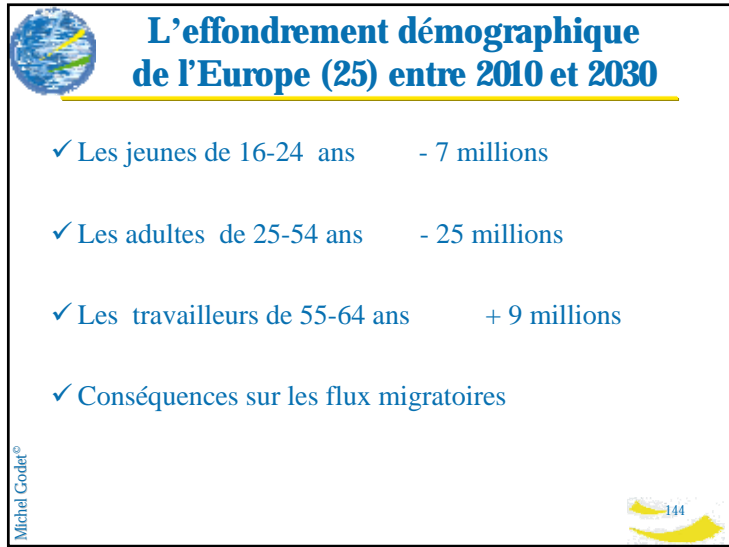 L'effondrement démographique
de l'Europe (25) entre 2010 et 2030
✓ Les jeunes de 16-24 ans - 7 millions
✓ Les adultes de 25-54 ans - 25 millions
✓ Les travailleurs de 55-64 ans + 9 millions
✓ Conséquences sur les flux migratoires
Michel Godet©
144